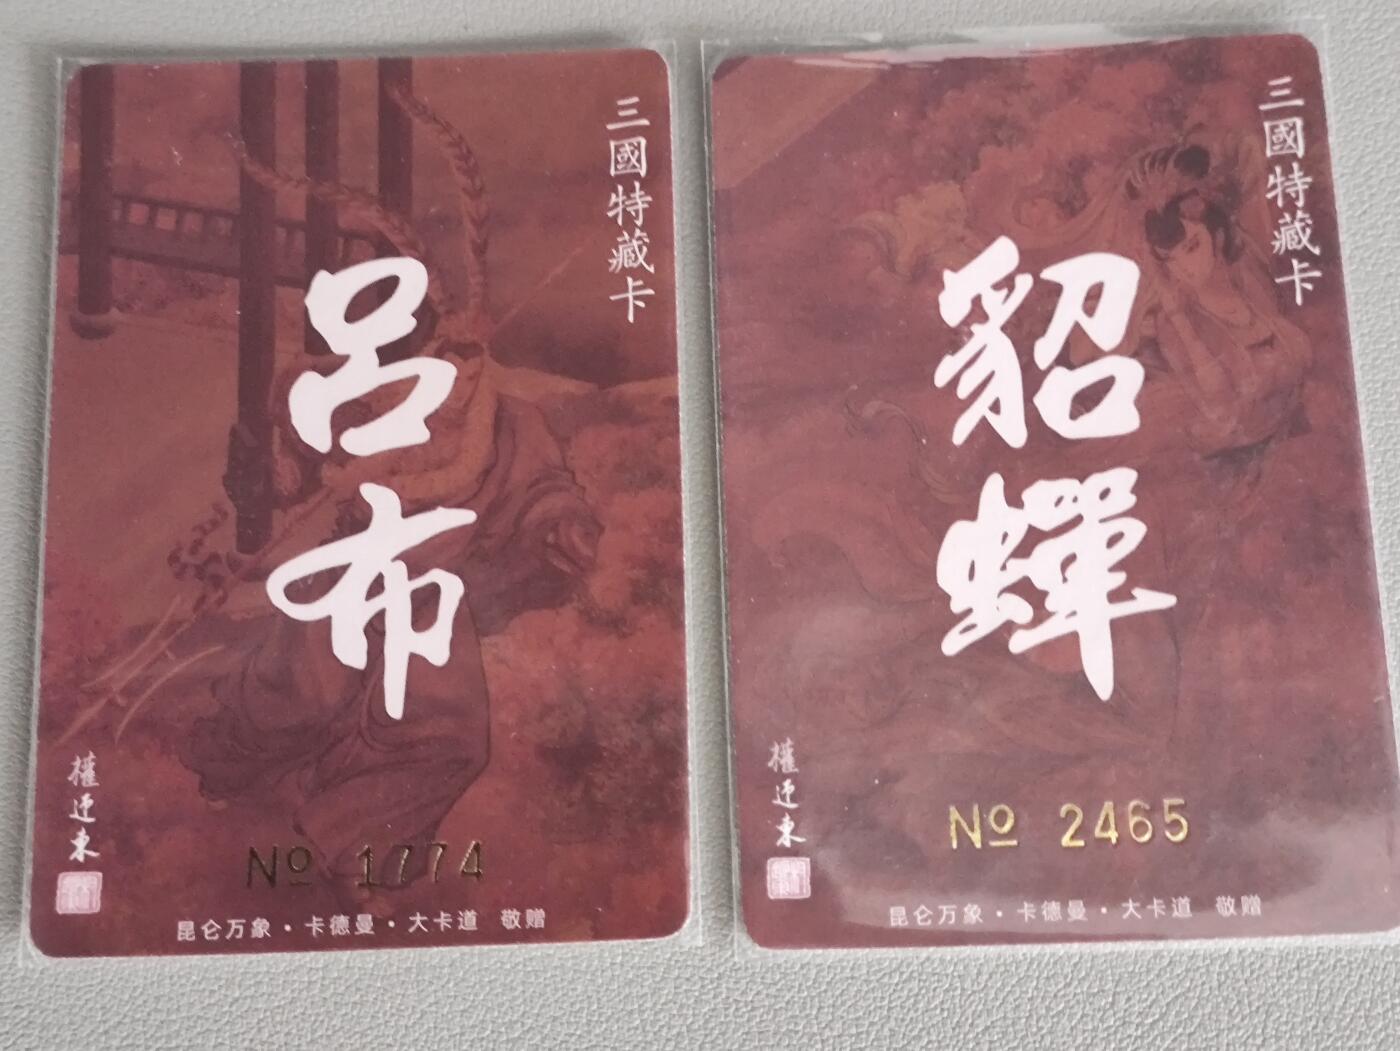 三國特藏卡
呂布
權迎東
№ 1774
昆仑万象·卡德曼·大卡道 敬赠
三國特藏卡
貂蟬
權迎東
№ 2465
昆仑万象·卡德曼·大卡道 敬赠